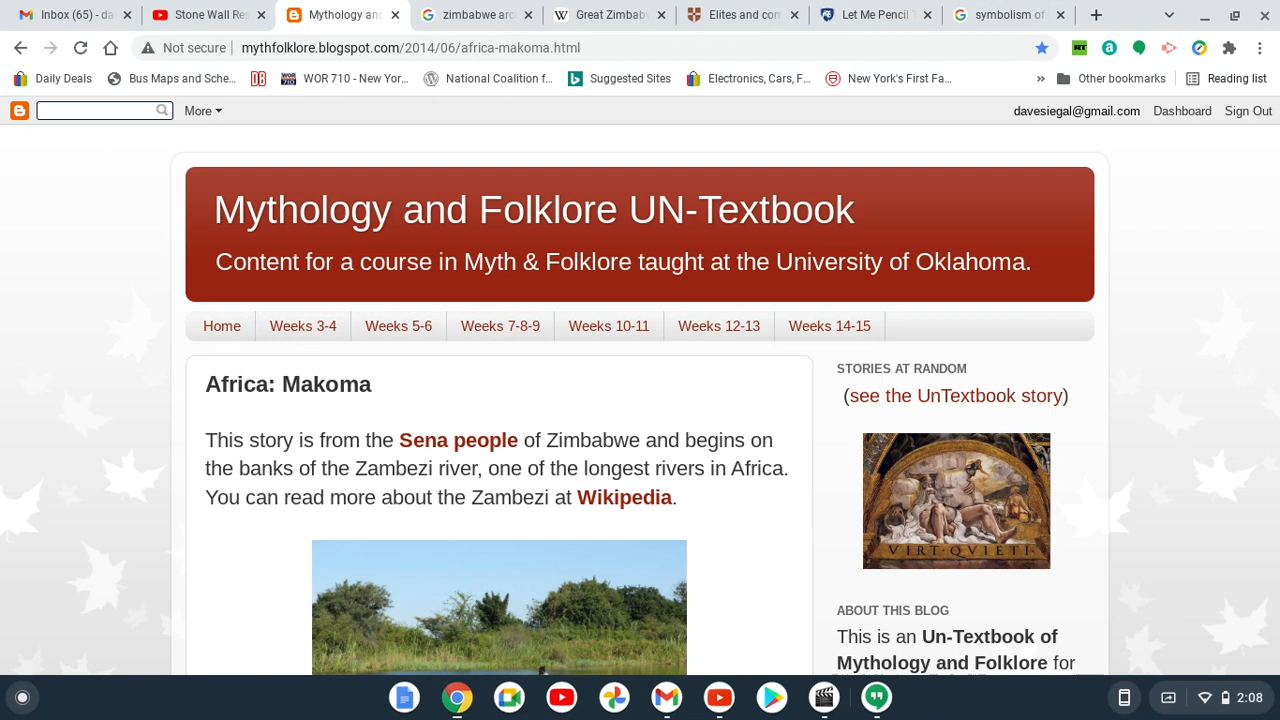 Inbox (65) - da
Stone Wall Res
Mythology and
zimbabwe arc
Great Zimbabw
Elites and com
Let Me Pencil
symbolism of
Not secure
mythfolklore.blogspot.com/2014/06/africa-makoma.html
Daily Deals
Bus Maps and Sche...
WOR 710 - New Yor...
National Coalition f...
Suggested Sites
Electronics, Cars, F...
New York's First Fa...
»
Other bookmarks
Reading list
More
davesiegal@gmail.com
Dashboard
Sign Out
Mythology and Folklore UN-Textbook
Content for a course in Myth & Folklore taught at the University of Oklahoma.
Home
Weeks 3-4
Weeks 5-6
Weeks 7-8-9
Weeks 10-11
Weeks 12-13
Weeks 14-15
Africa: Makoma
This story is from the Sena people of Zimbabwe and begins on
the banks of the Zambezi river, one of the longest rivers in Africa.
You can read more about the Zambezi at Wikipedia.
STORIES AT RANDOM
(see the UnTextbook story)
VIRT·QVIETI·
ABOUT THIS BLOG
This is an Un-Textbook of
Mythology and Folklore for
2:08